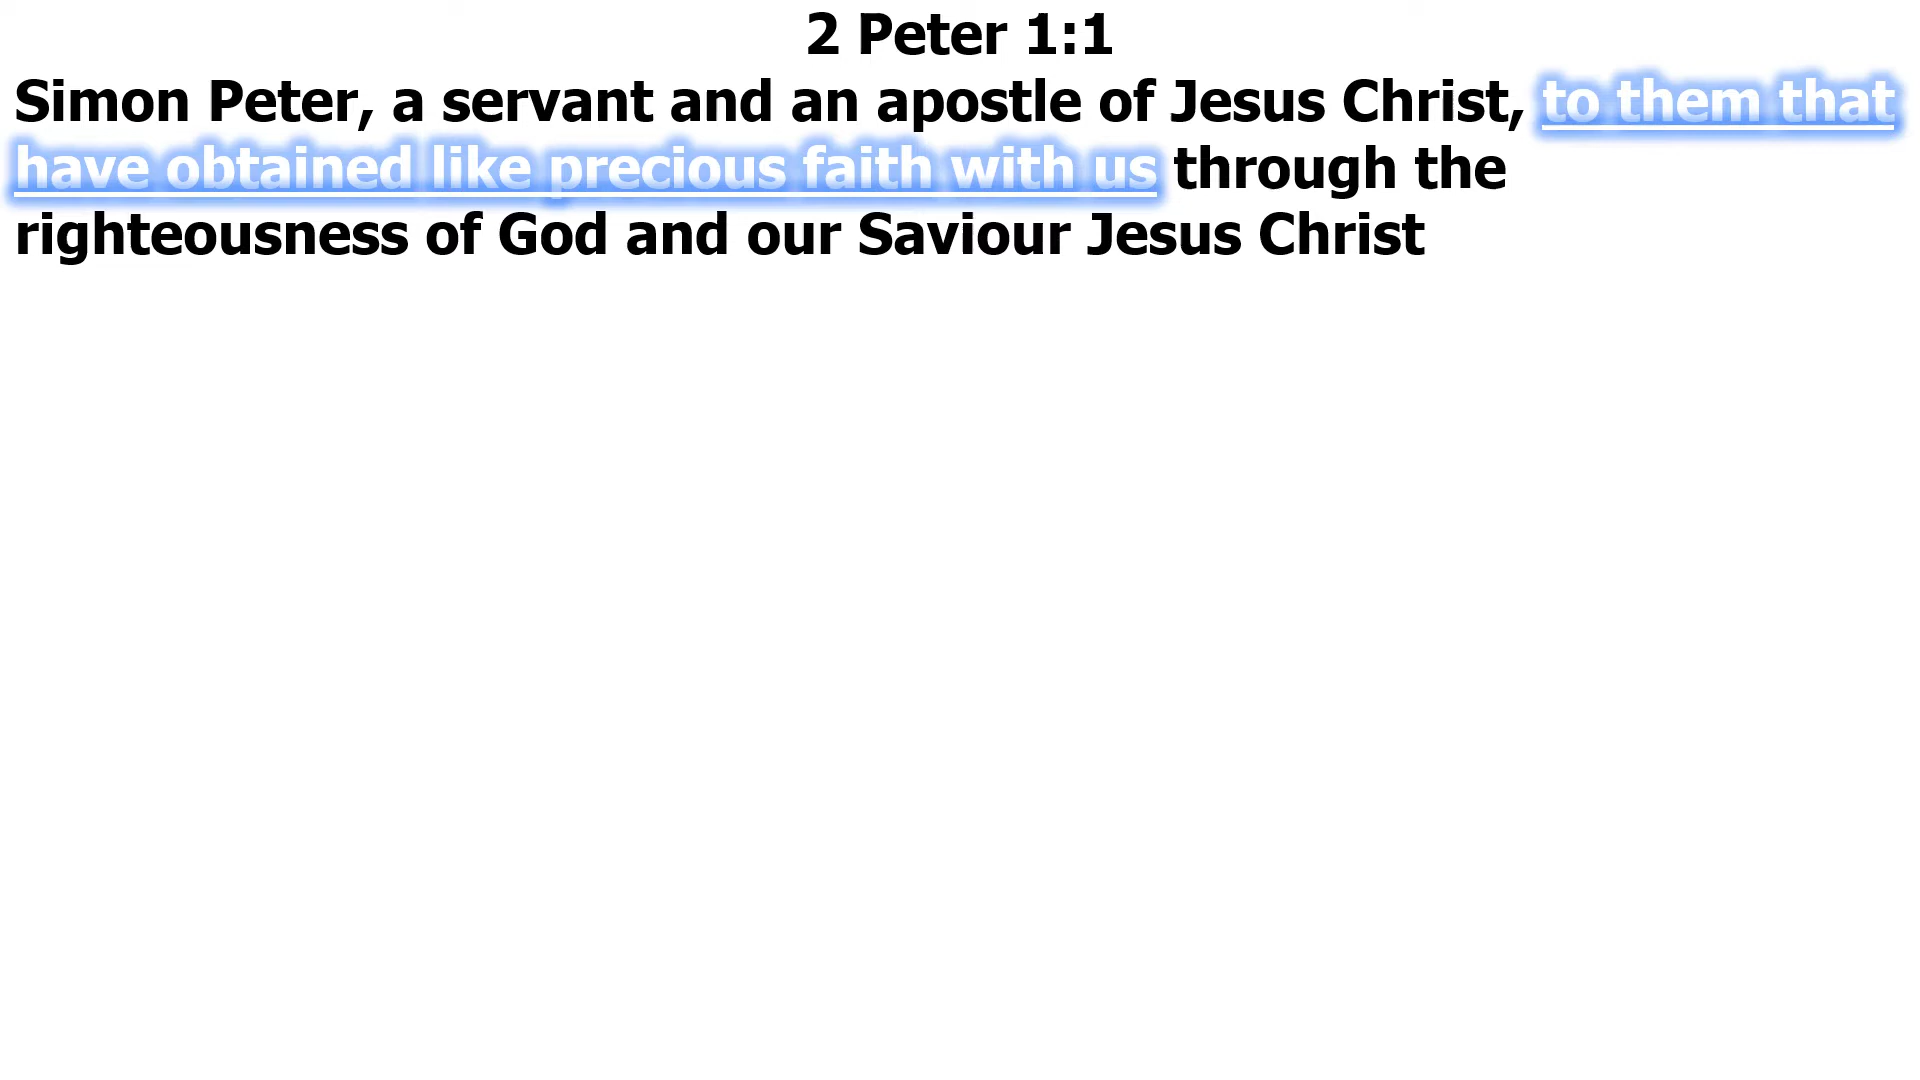 2 Peter 1:1
Simon Peter, a servant and an apostle of Jesus Christ, to them that
have obtained like precious faith with us through the
righteousness of God and our Saviour Jesus Christ